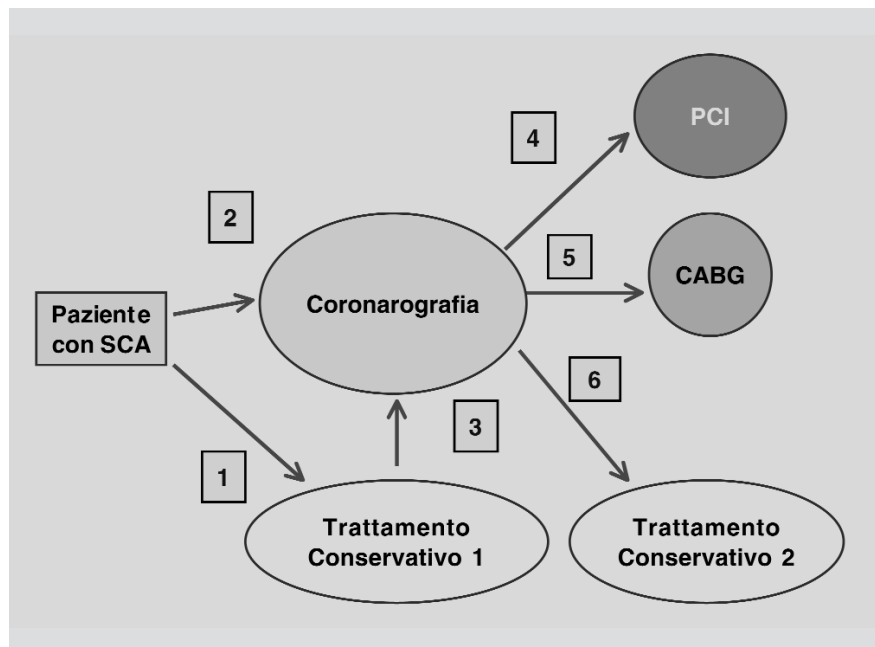 PCI
4
2
5
CABG
Coronarografia
Paziente
con SCA
6
3
1
Trattamento
Conservativo 1
Trattamento
Conservativo 2